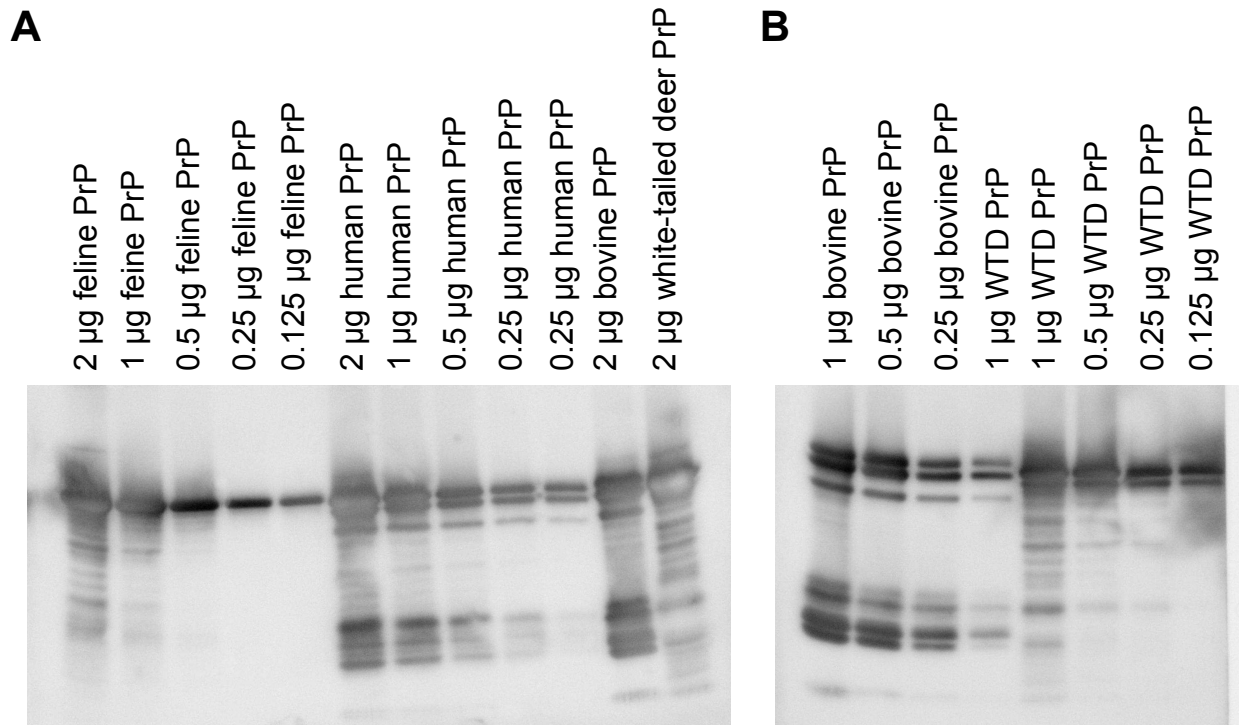 A
2 µg feline PrP
1 µg feine PrP
0.5 µg feline PrP
0.25 µg feline PrP
0.125 µg feline PrP
2 µg human PrP
1 µg human PrP
0.5 µg human PrP
0.25 µg human PrP
0.25 µg human PrP
2 µg bovine PrP
2 µg white-tailed deer PrP
B
1 µg bovine PrP
0.5 µg bovine PrP
0.25 µg bovine PrP
1 µg WTD PrP
1 µg WTD PrP
0.5 µg WTD PrP
0.25 µg WTD PrP
0.125 µg WTD PrP